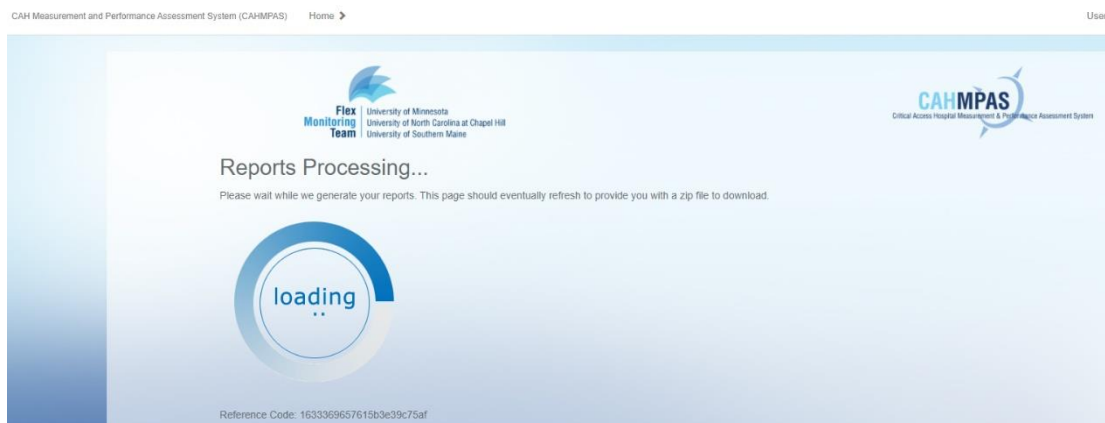 CAH Measurement and Performance Assessment System (CAHMPAS) Home
User
Flex University of Minnesota
Monitoring University of North Carolina at Chapel Hill
Team University of Southern Maine
CAHMPAS
Critical Access Hospital Measurement & Performance Assessment System
Reports Processing...
Please wait while we generate your reports. This page should eventually refresh to provide you with a zip file to download.
loading
Reference Code: 1633369657615b3e39c75af